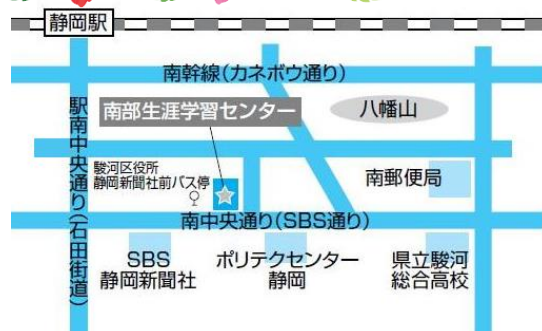 静岡駅
南幹線(カネボウ通り)
南部生涯学習センター
八幡山
駅南中央通り(石田街道)
駿河区役所
静岡新聞社前バス停
南郵便局
南中央通り(SBS通り)
SBS
静岡新聞社
ポリテクセンター
静岡
県立駿河
総合高校